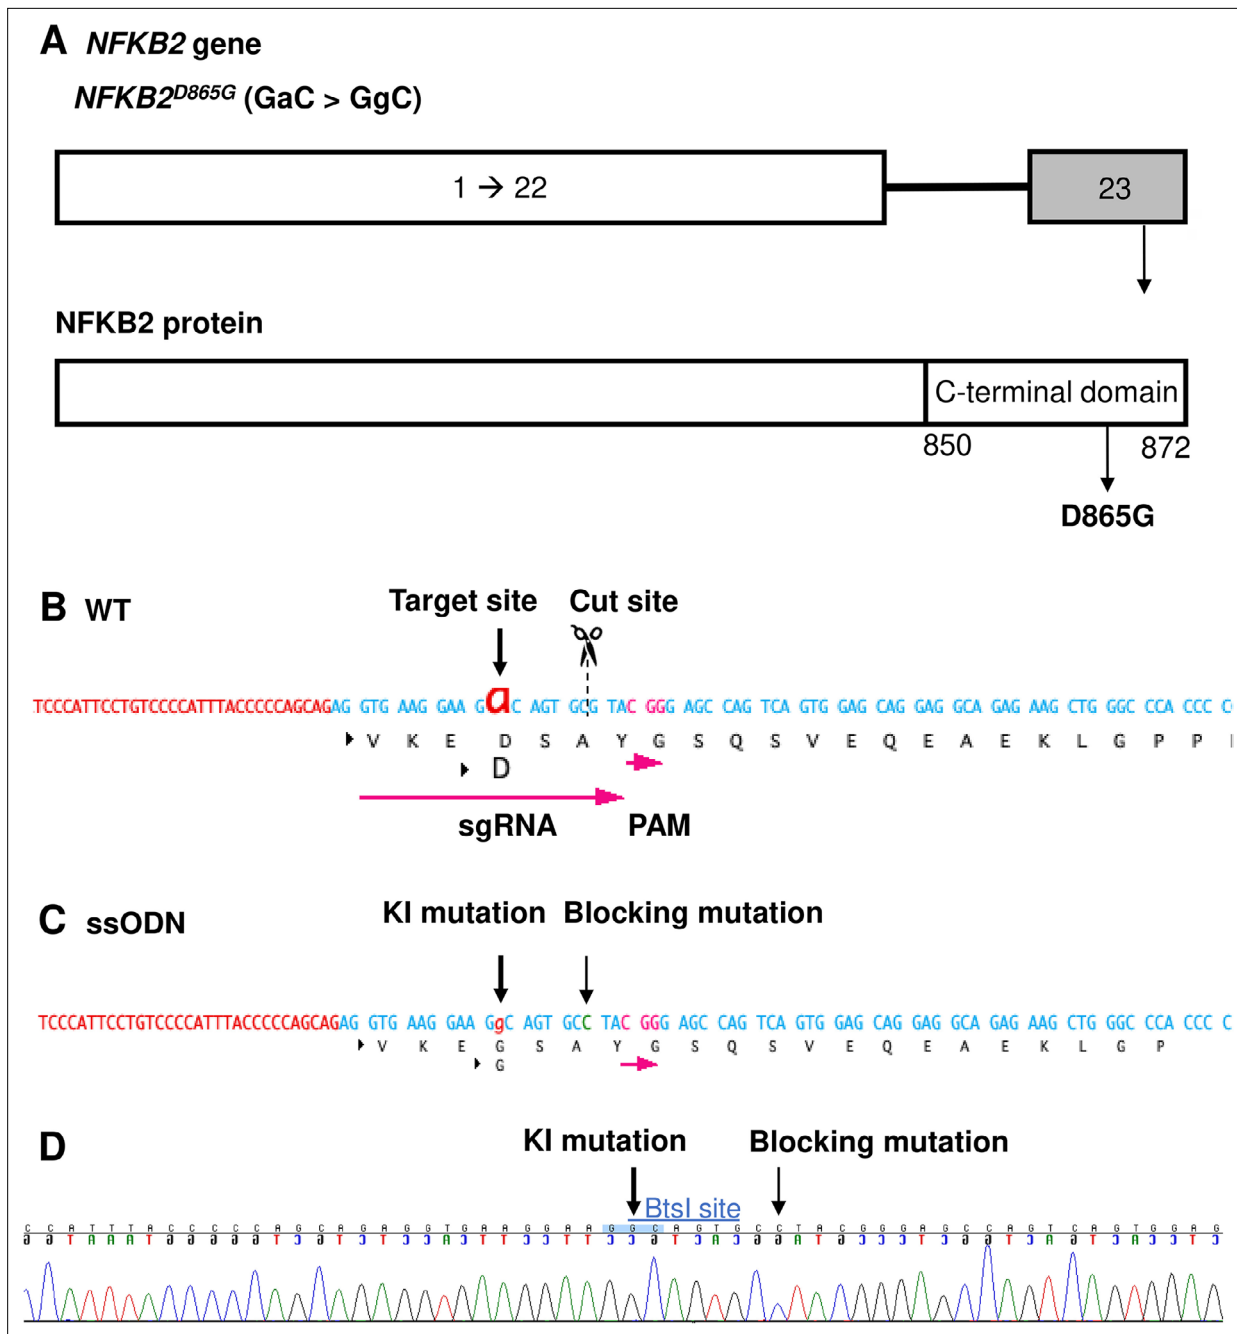 A NFKB2 gene
NFKB2D865G (GaC > GgC)
1 → 22
23
NFKB2 protein
C-terminal domain
850
872
D865G
B WT
Target site Cut site
TCCCATTCCTGTCCCCATTTACCCCCAGCAGAG GTG AAG GAA GaC AGT GCG TAC GGG AGC CAG TCA GTG GAG CAG GAG GCA GAG AAG CTG GGC CCA CCC C
V K E D S A Y G S Q S V E Q E A E K L G P P
D
sgRNA PAM
C ssODN
KI mutation Blocking mutation
TCCCATTCCTGTCCCCATTTACCCCCAGCAGAG GTG AAG GAA GgC AGT GCC TAC GGG AGC CAG TCA GTG GAG CAG GAG GCA GAG AAG CTG GGC CCA CCC C
V K E G S A Y G S Q S V E Q E A E K L G P
G
D
KI mutation Blocking mutation
BtsI site
C C A T T T A C C C C C A G C A G A G G T G A A G G A A G G C A G T G C C T A C G G G A G C C A G T C A G T G G A G